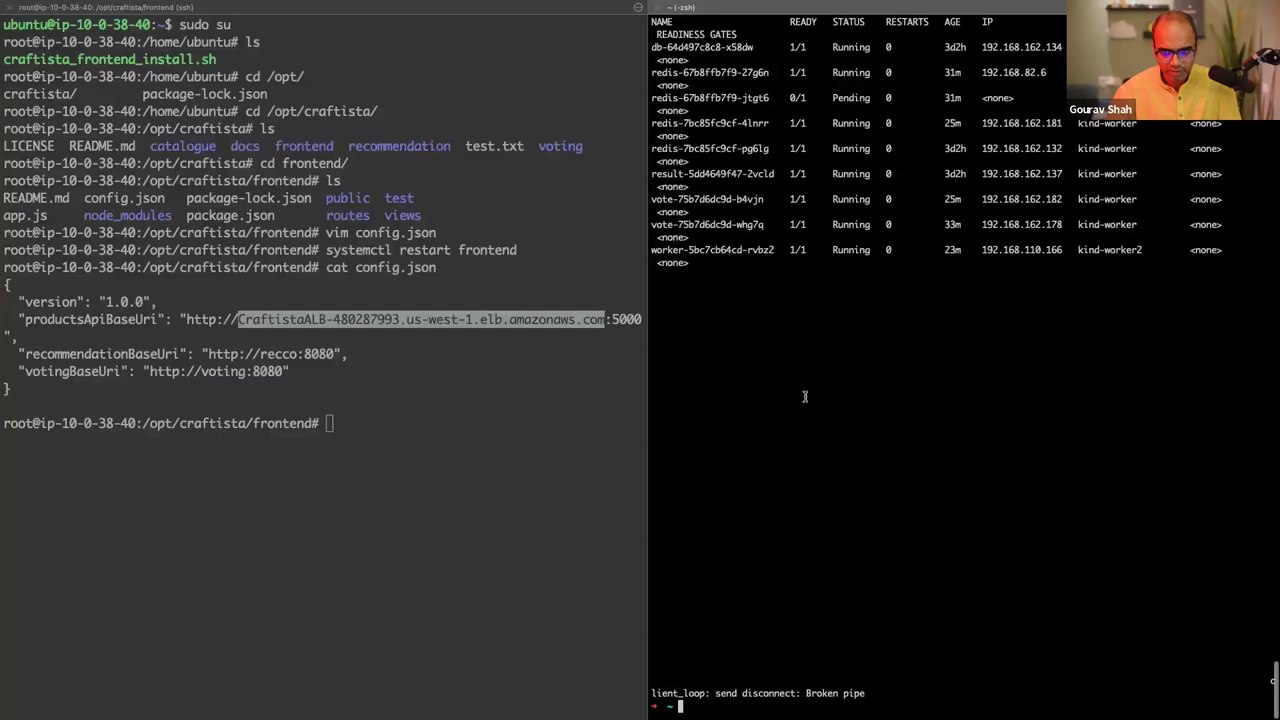 root@ip-10-0-38-40: /opt/craftista/frontend (ssh)
ubuntu@ip-10-0-38-40:~$ sudo su
root@ip-10-0-38-40:/home/ubuntu# ls
craftista_frontend_install.sh
root@ip-10-0-38-40:/home/ubuntu# cd /opt/
craftista/ package-lock.json
root@ip-10-0-38-40:/home/ubuntu# cd /opt/craftista/
root@ip-10-0-38-40:/opt/craftista# ls
LICENSE README.md catalogue docs frontend recommendation test.txt voting
root@ip-10-0-38-40:/opt/craftista# cd frontend/
root@ip-10-0-38-40:/opt/craftista/frontend# ls
README.md config.json package-lock.json public test
app.js node_modules package.json routes views
root@ip-10-0-38-40:/opt/craftista/frontend# vim config.json
root@ip-10-0-38-40:/opt/craftista/frontend# systemctl restart frontend
root@ip-10-0-38-40:/opt/craftista/frontend# cat config.json
{
"version": "1.0.0",
"productsApiBaseUri": "http://CraftistaALB-480287993.us-west-1.elb.amazonaws.com:5000
",
"recommendationBaseUri": "http://recco:8080",
"votingBaseUri": "http://voting:8080"
}
root@ip-10-0-38-40:/opt/craftista/frontend#
~ (-zsh)
NAME READY STATUS RESTARTS AGE IP
READINESS GATES
db-64d497c8c8-x58dw 1/1 Running 0 3d2h 192.168.162.134
<none>
redis-67b8ffb7f9-27g6n 1/1 Running 0 31m 192.168.82.6
<none>
redis-67b8ffb7f9-jtgt6 0/1 Pending 0 31m <none>
<none>
redis-7bc85fc9cf-4lnrr 1/1 Running 0 25m 192.168.162.181 kind-worker <none>
<none>
redis-7bc85fc9cf-pg6lg 1/1 Running 0 25m 192.168.162.132 kind-worker <none>
<none>
result-5dd4649f47-2vcld 1/1 Running 0 3d2h 192.168.162.137 kind-worker <none>
<none>
vote-75b7d6dc9d-b4vjn 1/1 Running 0 25m 192.168.162.182 kind-worker <none>
<none>
vote-75b7d6dc9d-whg7q 1/1 Running 0 33m 192.168.162.178 kind-worker <none>
<none>
worker-5bc7cb64cd-rvbz2 1/1 Running 0 23m 192.168.110.166 kind-worker2 <none>
<none>
Gourav Shah
c
lient_loop: send disconnect: Broken pipe
➜ ~